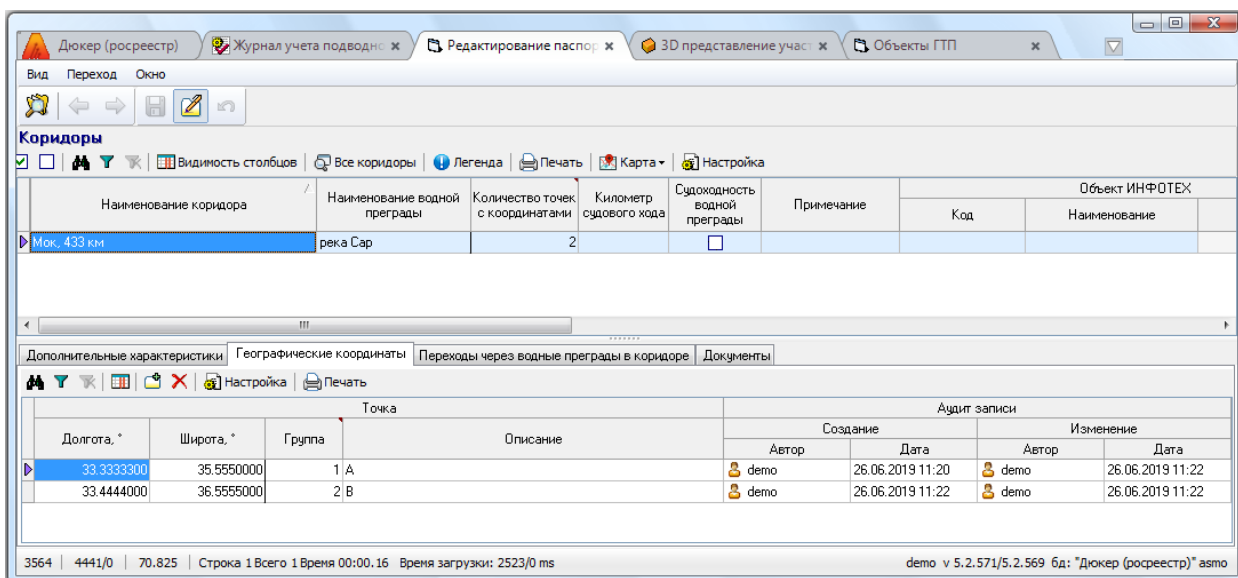 Дюкер (росреестр) Журнал учета подводно Редактирование паспор 3D представление участ Объекты ГТП
Вид Переход Окно
Коридоры
Видимость столбцов Все коридоры Легенда Печать Карта Настройка
Наименование коридора / Наименование водной преграды Количество точек с координатами Километр судового хода Судоходность водной преграды Примечание Объект ИНФОТЕХ
Код Наименование
Мок, 433 км река Сар 2
Дополнительные характеристики Географические координаты Переходы через водные преграды в коридоре Документы
Настройка Печать
Точка Аудит записи
Долгота, ° Широта, ° Группа Описание Создание Изменение
Автор Дата Автор Дата
33.3333300 35.5550000 1 A demo 26.06.2019 11:20 demo 26.06.2019 11:22
33.4444000 36.5555000 2 B demo 26.06.2019 11:22 demo 26.06.2019 11:22
3564 4441/0 70.825 Строка 1 Всего 1 Время 00:00.16 Время загрузки: 2523/0 ms demo v 5.2.571/5.2.569 бд: "Дюкер (росреестр)" asmo